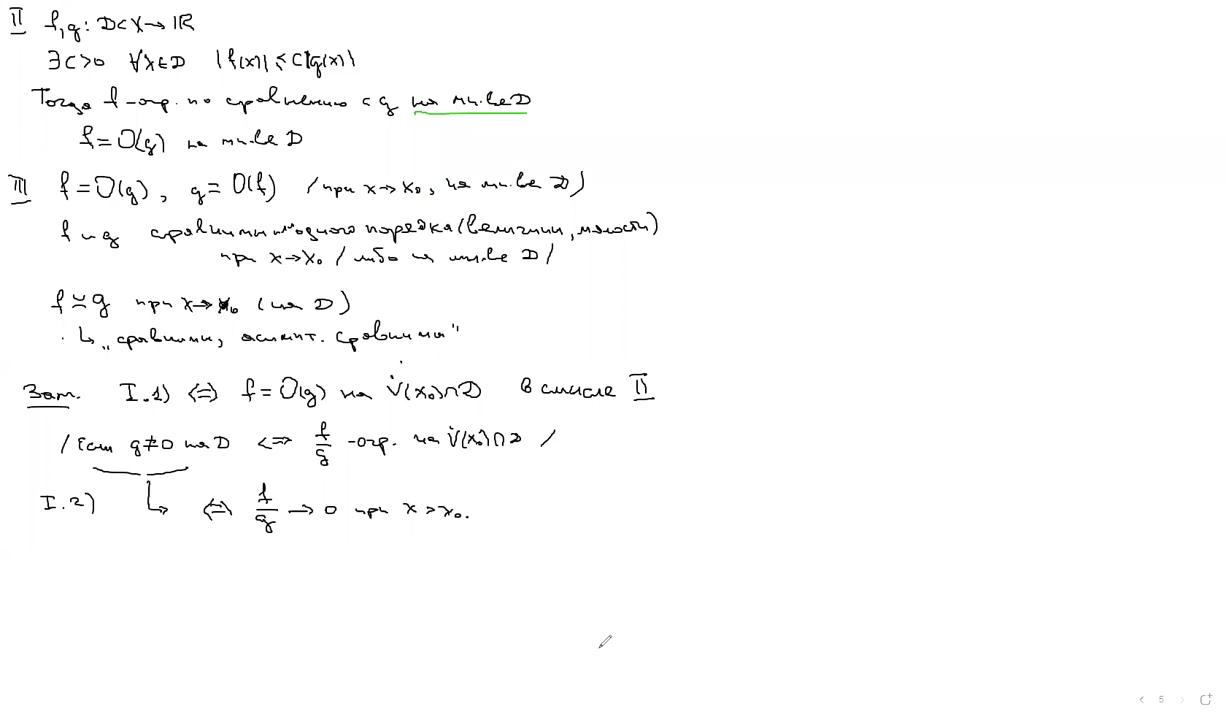 II f, g: D ⊂ X → ℝ
∃C>0 ∀x∈D |f(x)| ≤ C|g(x)|
Тогда f – огр. по сравнению с g на мн-ве D
f = O(g) на мн-ве D
III f = O(g), g = O(f) /при x→x₀, на мн-ве D/
f и g сравнимы одного порядка (величины, малости)
при x→x₀ /либо на мн-ве D/
f ≍ g при x→x₀ (на D)
↳ „сравнимы, асимпт. сравнимы"
Зам. I.1) ⇔ f = O(g) на V̇(x₀)∩D в смысле II
/Если g≠0 на D ⇔ f/g – огр. на V̇(x₀)∩D /
I.2) ↳ ⇔ f/g → 0 при x→x₀.
5